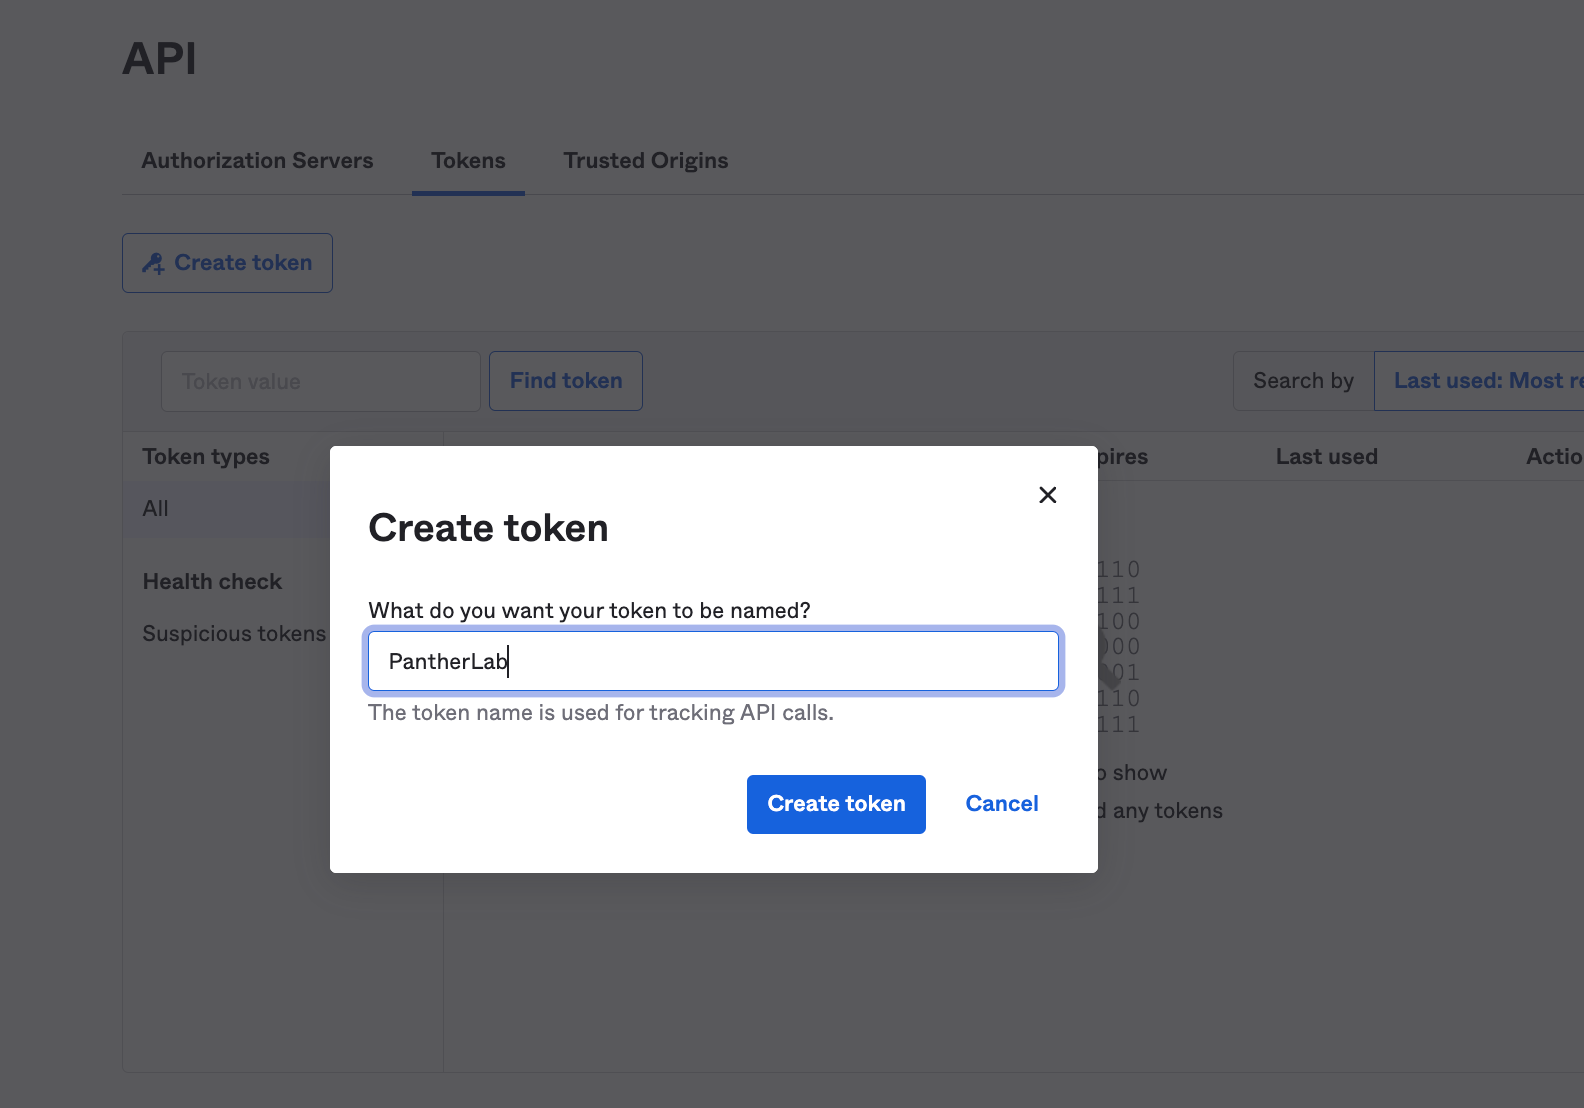 API
Authorization Servers Tokens Trusted Origins
Create token
Token value Find token Search by Last used: Most
Token types Last used
All
Create token
Health check
110
111
What do you want your token to be named?
100
Suspicious tokens
00
PantherLab
01
110
The token name is used for tracking API calls.
111
show
Create token Cancel
any tokens